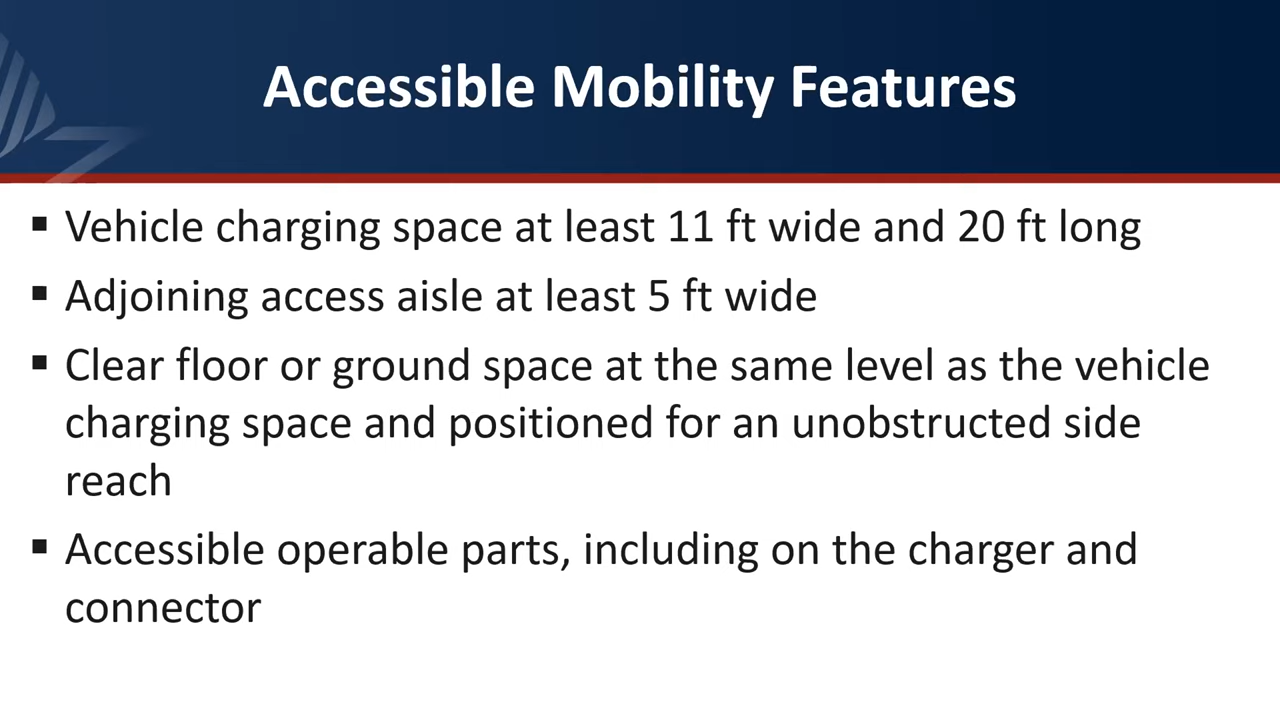 Accessible Mobility Features
▪ Vehicle charging space at least 11 ft wide and 20 ft long
▪ Adjoining access aisle at least 5 ft wide
▪ Clear floor or ground space at the same level as the vehicle
charging space and positioned for an unobstructed side
reach
▪ Accessible operable parts, including on the charger and
connector